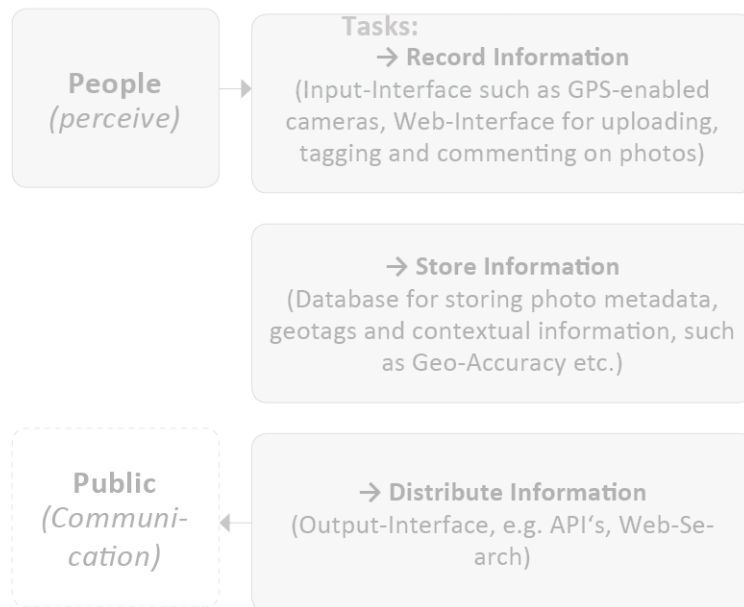 Tasks:
People
(perceive)
→ Record Information
(Input-Interface such as GPS-enabled
cameras, Web-Interface for uploading,
tagging and commenting on photos)
→ Store Information
(Database for storing photo metadata,
geotags and contextual information, such
as Geo-Accuracy etc.)
Public
(Communi-
cation)
→ Distribute Information
(Output-Interface, e.g. API‘s, Web-Se-
arch)